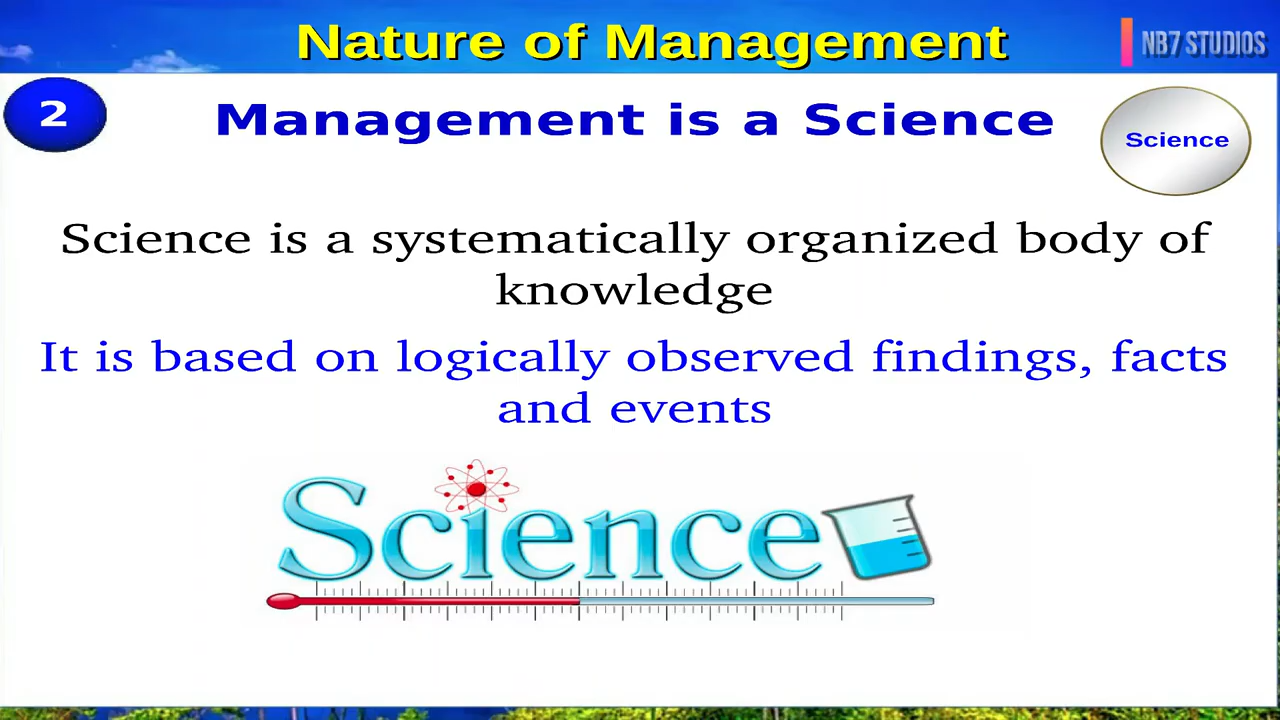 Nature of Management
NB7 STUDIOS
2
Management is a Science
Science
Science is a systematically organized body of
knowledge
It is based on logically observed findings, facts
and events
Science